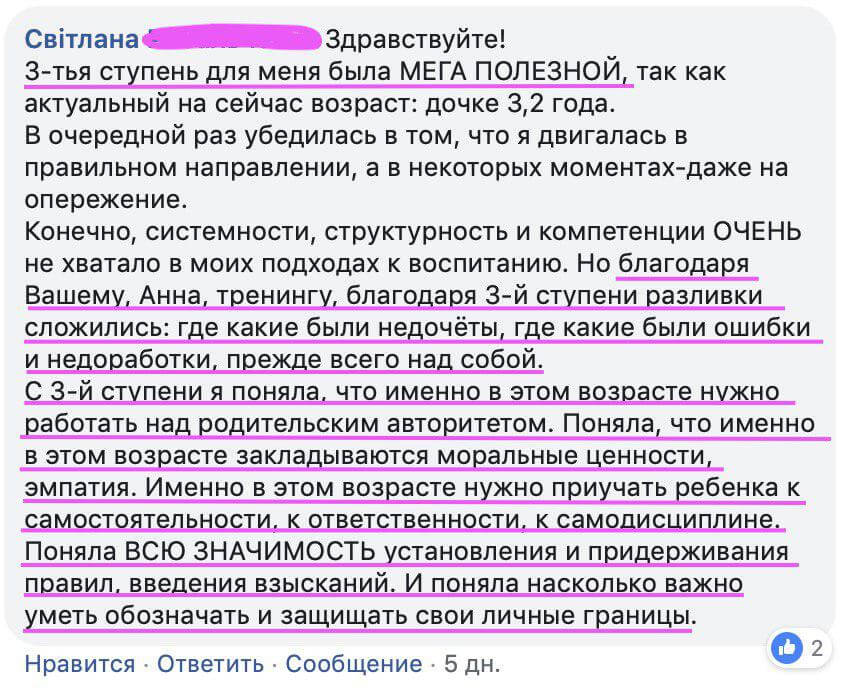 Світлана Здравствуйте!
3-тья ступень для меня была МЕГА ПОЛЕЗНОЙ, так как
актуальный на сейчас возраст: дочке 3,2 года.
В очередной раз убедилась в том, что я двигалась в
правильном направлении, а в некоторых моментах-даже на
опережение.
Конечно, системности, структурность и компетенции ОЧЕНЬ
не хватало в моих подходах к воспитанию. Но благодаря
Вашему, Анна, тренингу, благодаря 3-й ступени разливки
сложились: где какие были недочёты, где какие были ошибки
и недоработки, прежде всего над собой.
С 3-й ступени я поняла, что именно в этом возрасте нужно
работать над родительским авторитетом. Поняла, что именно
в этом возрасте закладываются моральные ценности,
эмпатия. Именно в этом возрасте нужно приучать ребенка к
самостоятельности, к ответственности, к самодисциплине.
Поняла ВСЮ ЗНАЧИМОСТЬ установления и придерживания
правил, введения взысканий. И поняла насколько важно
уметь обозначать и защищать свои личные границы.
Нравится · Ответить · Сообщение · 5 дн.
2